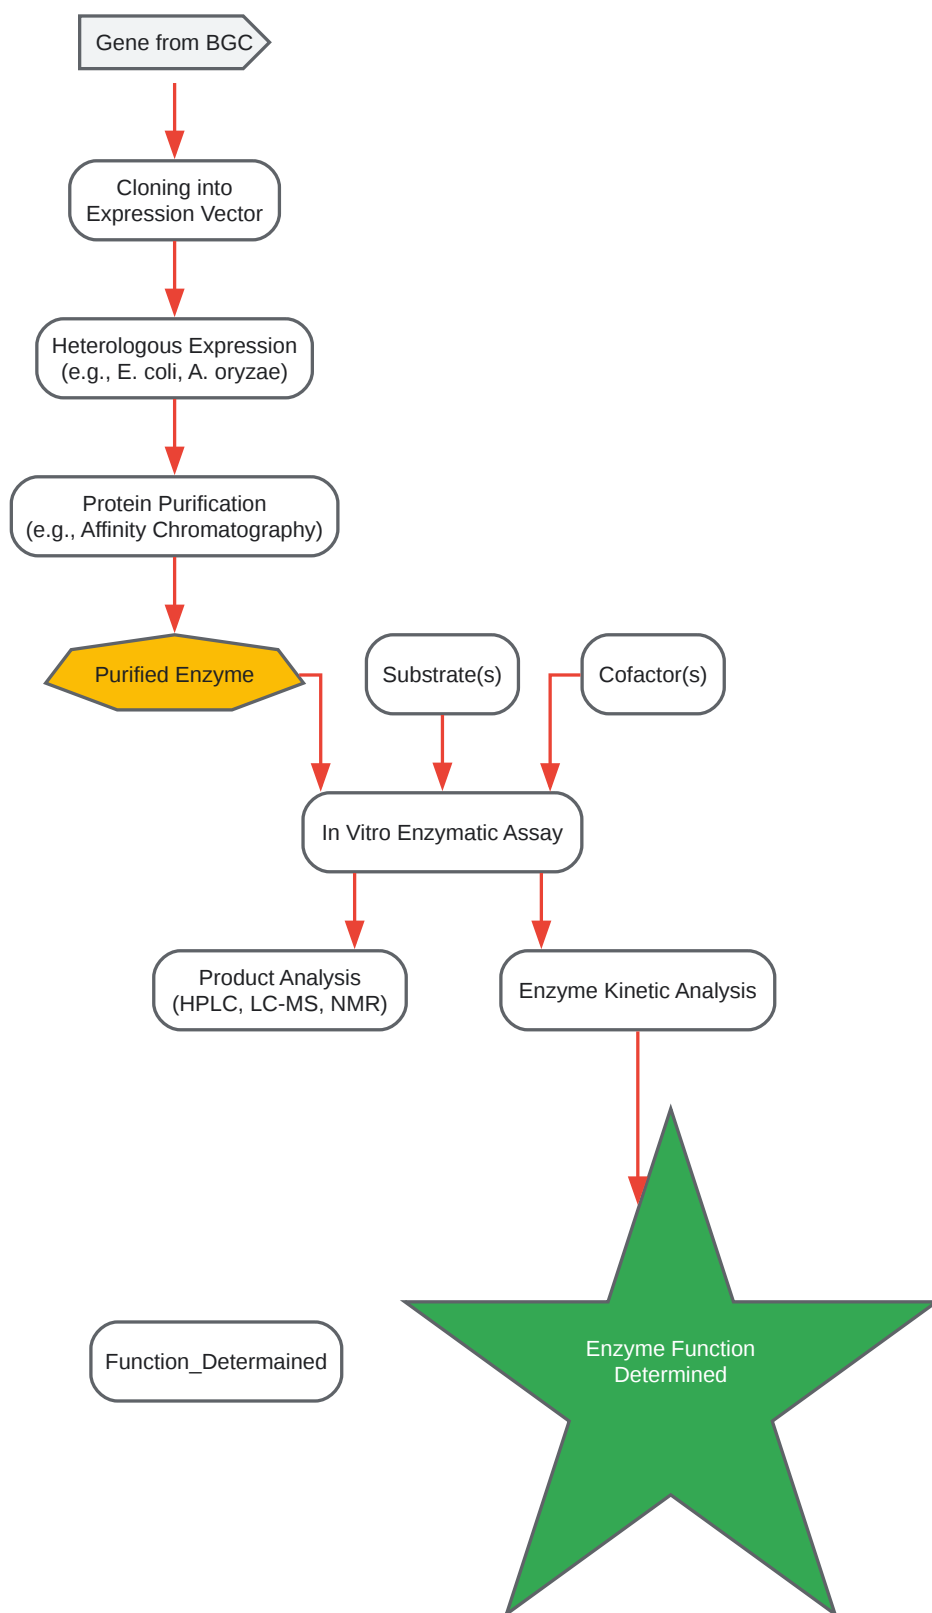 Gene from BGC
Cloning into
Expression Vector
Heterologous Expression
(e.g., E. coli, A. oryzae)
Protein Purification
(e.g., Affinity Chromatography)
Purified Enzyme
Substrate(s)
Cofactor(s)
In Vitro Enzymatic Assay
Product Analysis
(HPLC, LC-MS, NMR)
Enzyme Kinetic Analysis
Enzyme Function
Determined
Function_Determained